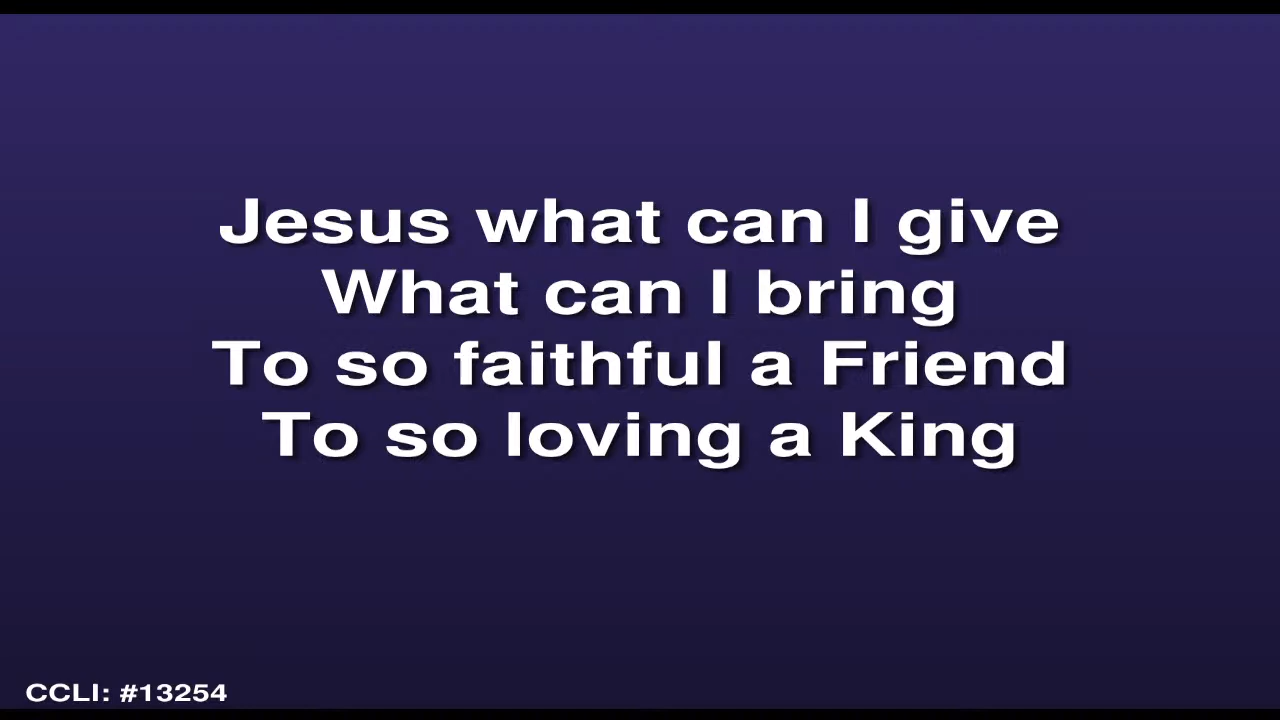 Jesus what can I give
What can I bring
To so faithful a Friend
To so loving a King
CCLI: #13254